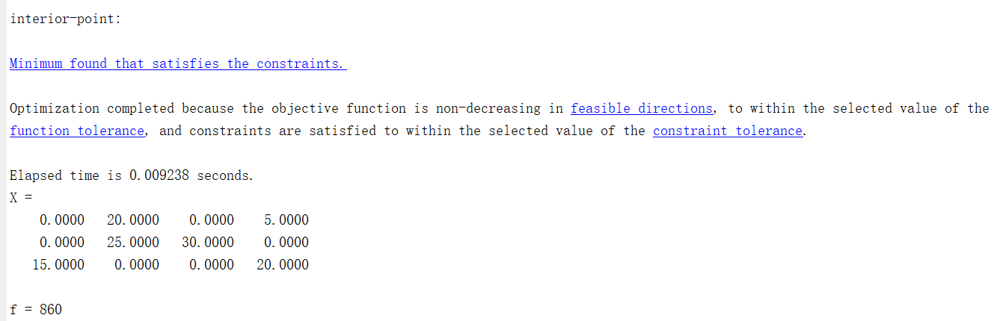 interior-point:
Minimum found that satisfies the constraints.
Optimization completed because the objective function is non-decreasing in feasible directions, to within the selected value of the
function tolerance, and constraints are satisfied to within the selected value of the constraint tolerance.
Elapsed time is 0.009238 seconds.
X =
0.0000 20.0000 0.0000 5.0000
0.0000 25.0000 30.0000 0.0000
15.0000 0.0000 0.0000 20.0000
f = 860